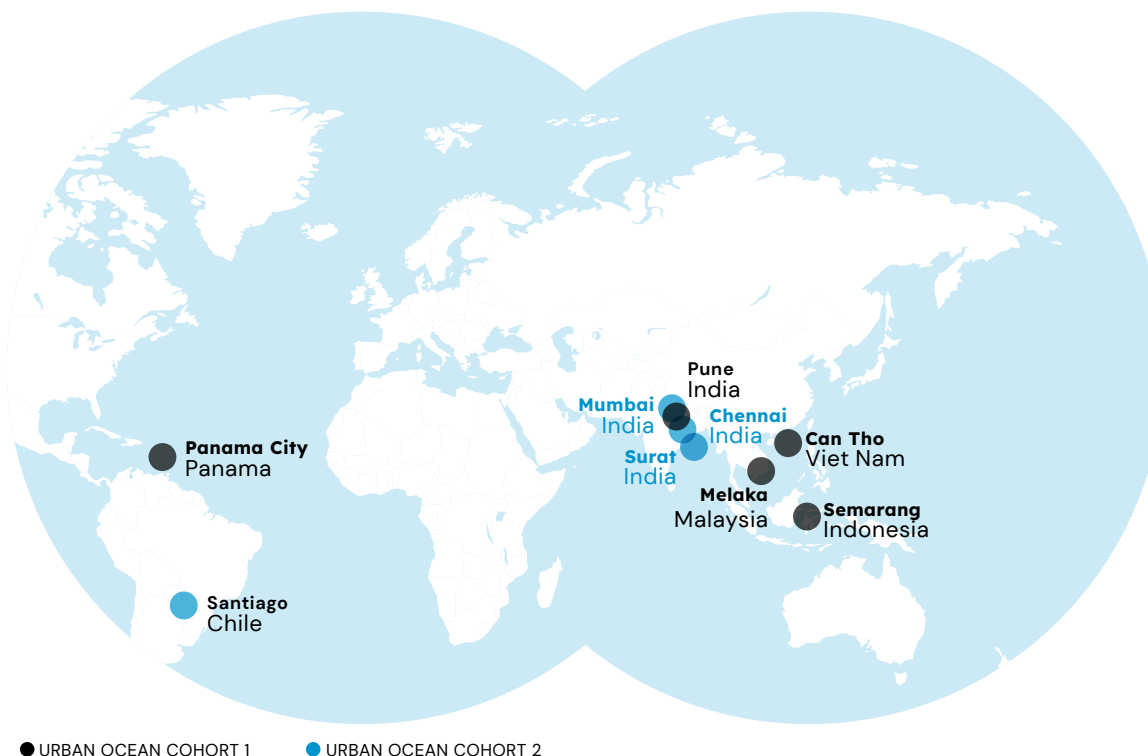 Pune
India
Mumbai
India
Chennai
India
Surat
India
Can Tho
Viet Nam
Panama City
Panama
Melaka
Malaysia
Semarang
Indonesia
Santiago
Chile
URBAN OCEAN COHORT 1
URBAN OCEAN COHORT 2